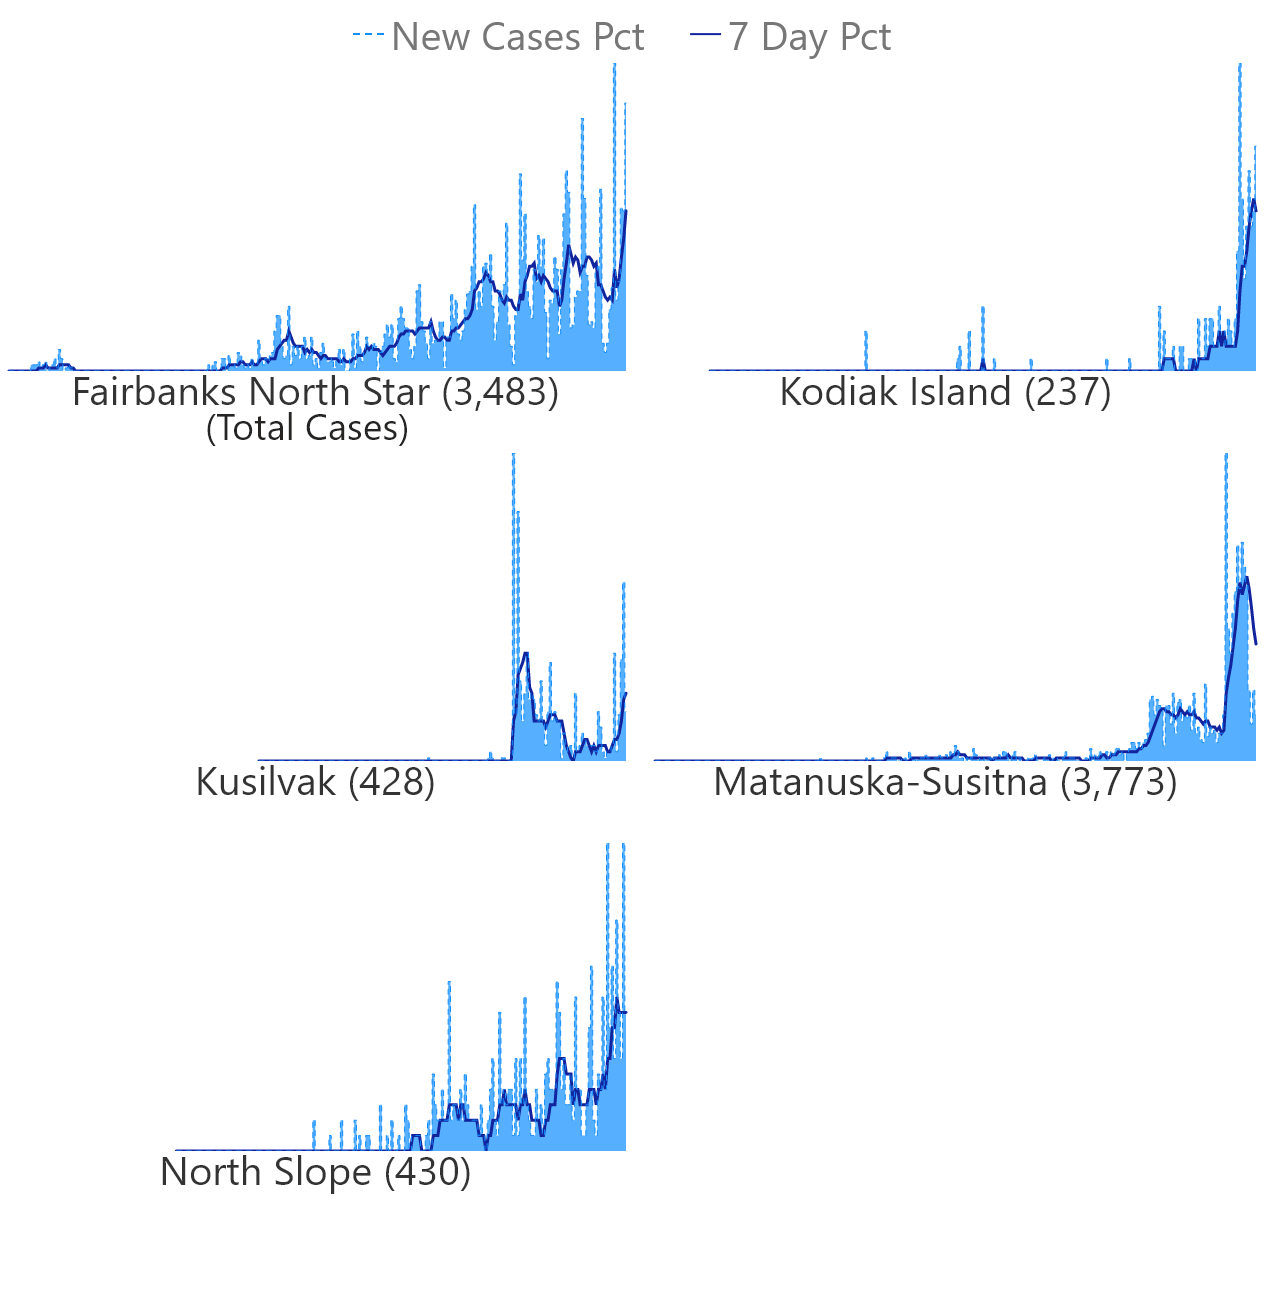 New Cases Pct 7 Day Pct
Fairbanks North Star (3,483)
(Total Cases)
Kodiak Island (237)
Kusilvak (428)
Matanuska-Susitna (3,773)
North Slope (430)